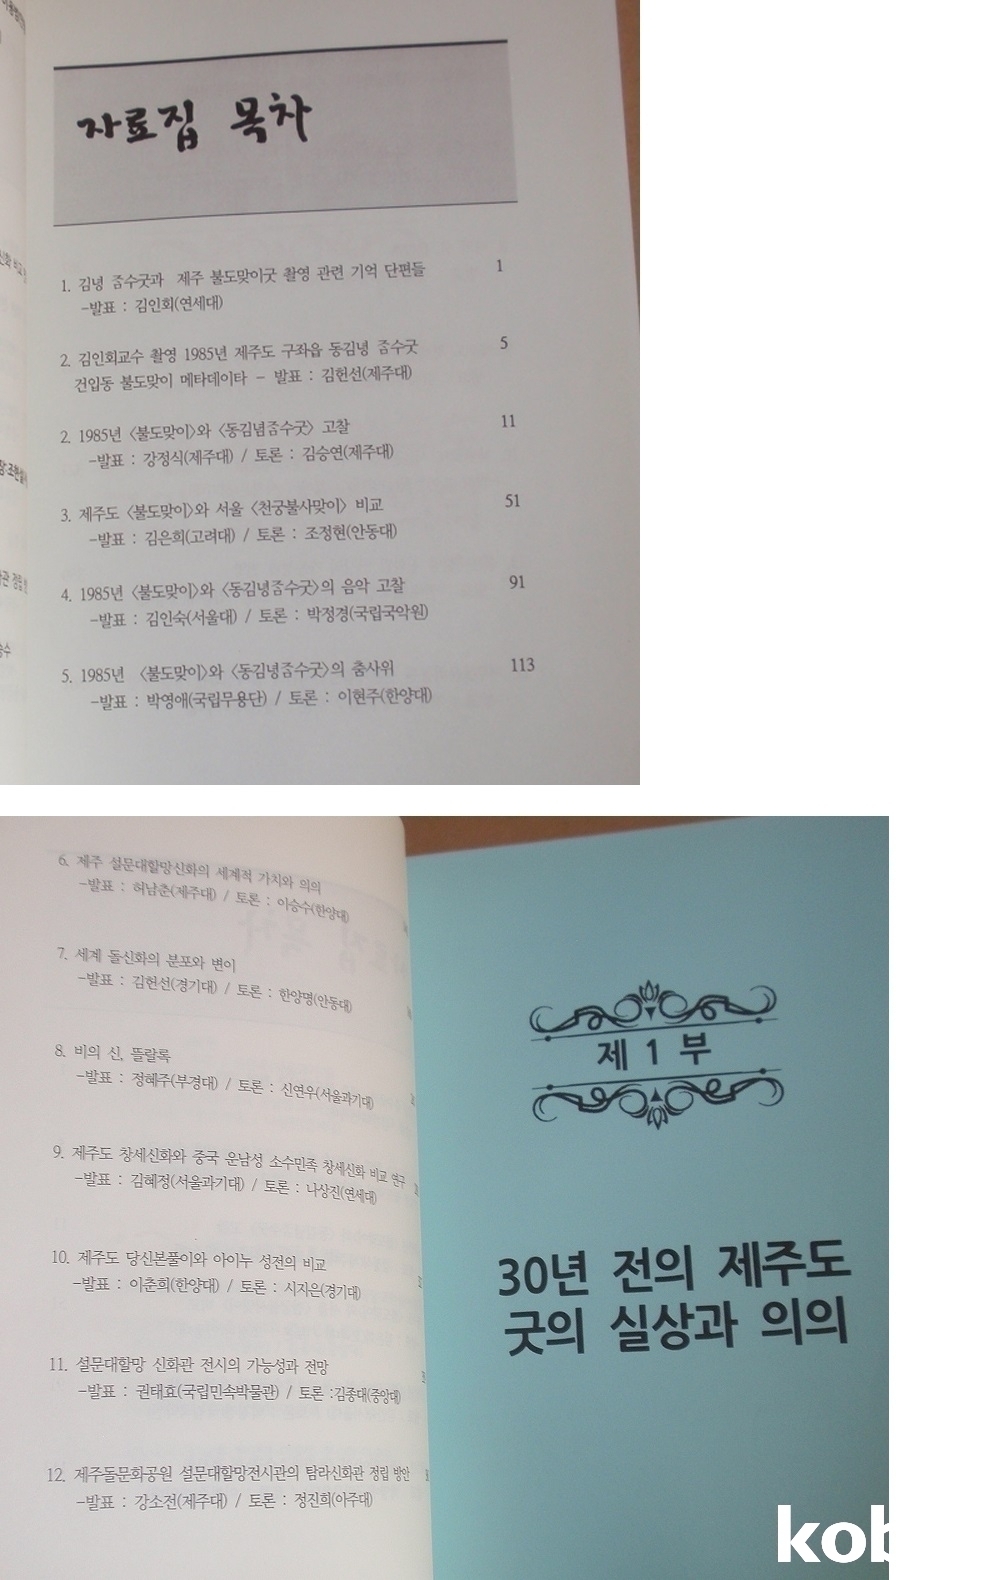 자료집 목차
1. 김녕 줌수굿과 제주 불도맞이굿 촬영 관련 기억 단편들 1
-발표 : 김인회(연세대)
2. 김인회교수 촬영 1985년 제주도 구좌읍 동김녕 줌수굿 5
건입동 불도맞이 메타데이타 - 발표 : 김헌선(제주대)
2. 1985년 <불도맞이>와 <동김념줌수굿> 고찰 11
-발표 : 강정식(제주대) / 토론 : 김승연(제주대)
3. 제주도 <불도맞이>와 서울 <천궁불사맞이> 비교 51
-발표 : 김은희(고려대) / 토론 : 조정현(안동대)
4. 1985년 <불도맞이>와 <동김녕줌수굿>의 음악 고찰 91
-발표 : 김인숙(서울대) / 토론 : 박정경(국립국악원)
5. 1985년 <불도맞이>와 <동김녕줌수굿>의 춤사위 113
-발표 : 박영애(국립무용단) / 토론 : 이현주(한양대)
6. 제주 설문대할망신화의 세계적 가치와 의의
-발표 : 허남춘(제주대) / 토론 : 이승수(한양대)
7. 세계 돌신화의 분포와 변이
-발표 : 김헌선(경기대) / 토론 : 한양명(안동대)
8. 비의 신, 뜰랄록
-발표 : 정혜주(부경대) / 토론 : 신연우(서울과기대)
9. 제주도 창세신화와 중국 운남성 소수민족 창세신화 비교 연구
-발표 : 김혜정(서울과기대) / 토론 : 나상진(연세대)
10. 제주도 당신본풀이와 아이누 성전의 비교
-발표 : 이춘희(한양대) / 토론 : 시지은(경기대)
11. 설문대할망 신화관 전시의 가능성과 전망
-발표 : 권태효(국립민속박물관) / 토론 :김종대(중앙대)
12. 제주돌문화공원 설문대할망전시관의 탐라신화관 정립 방안
-발표 : 강소전(제주대) / 토론 : 정진희(아주대)
제 1 부
30년 전의 제주도
굿의 실상과 의의
kob